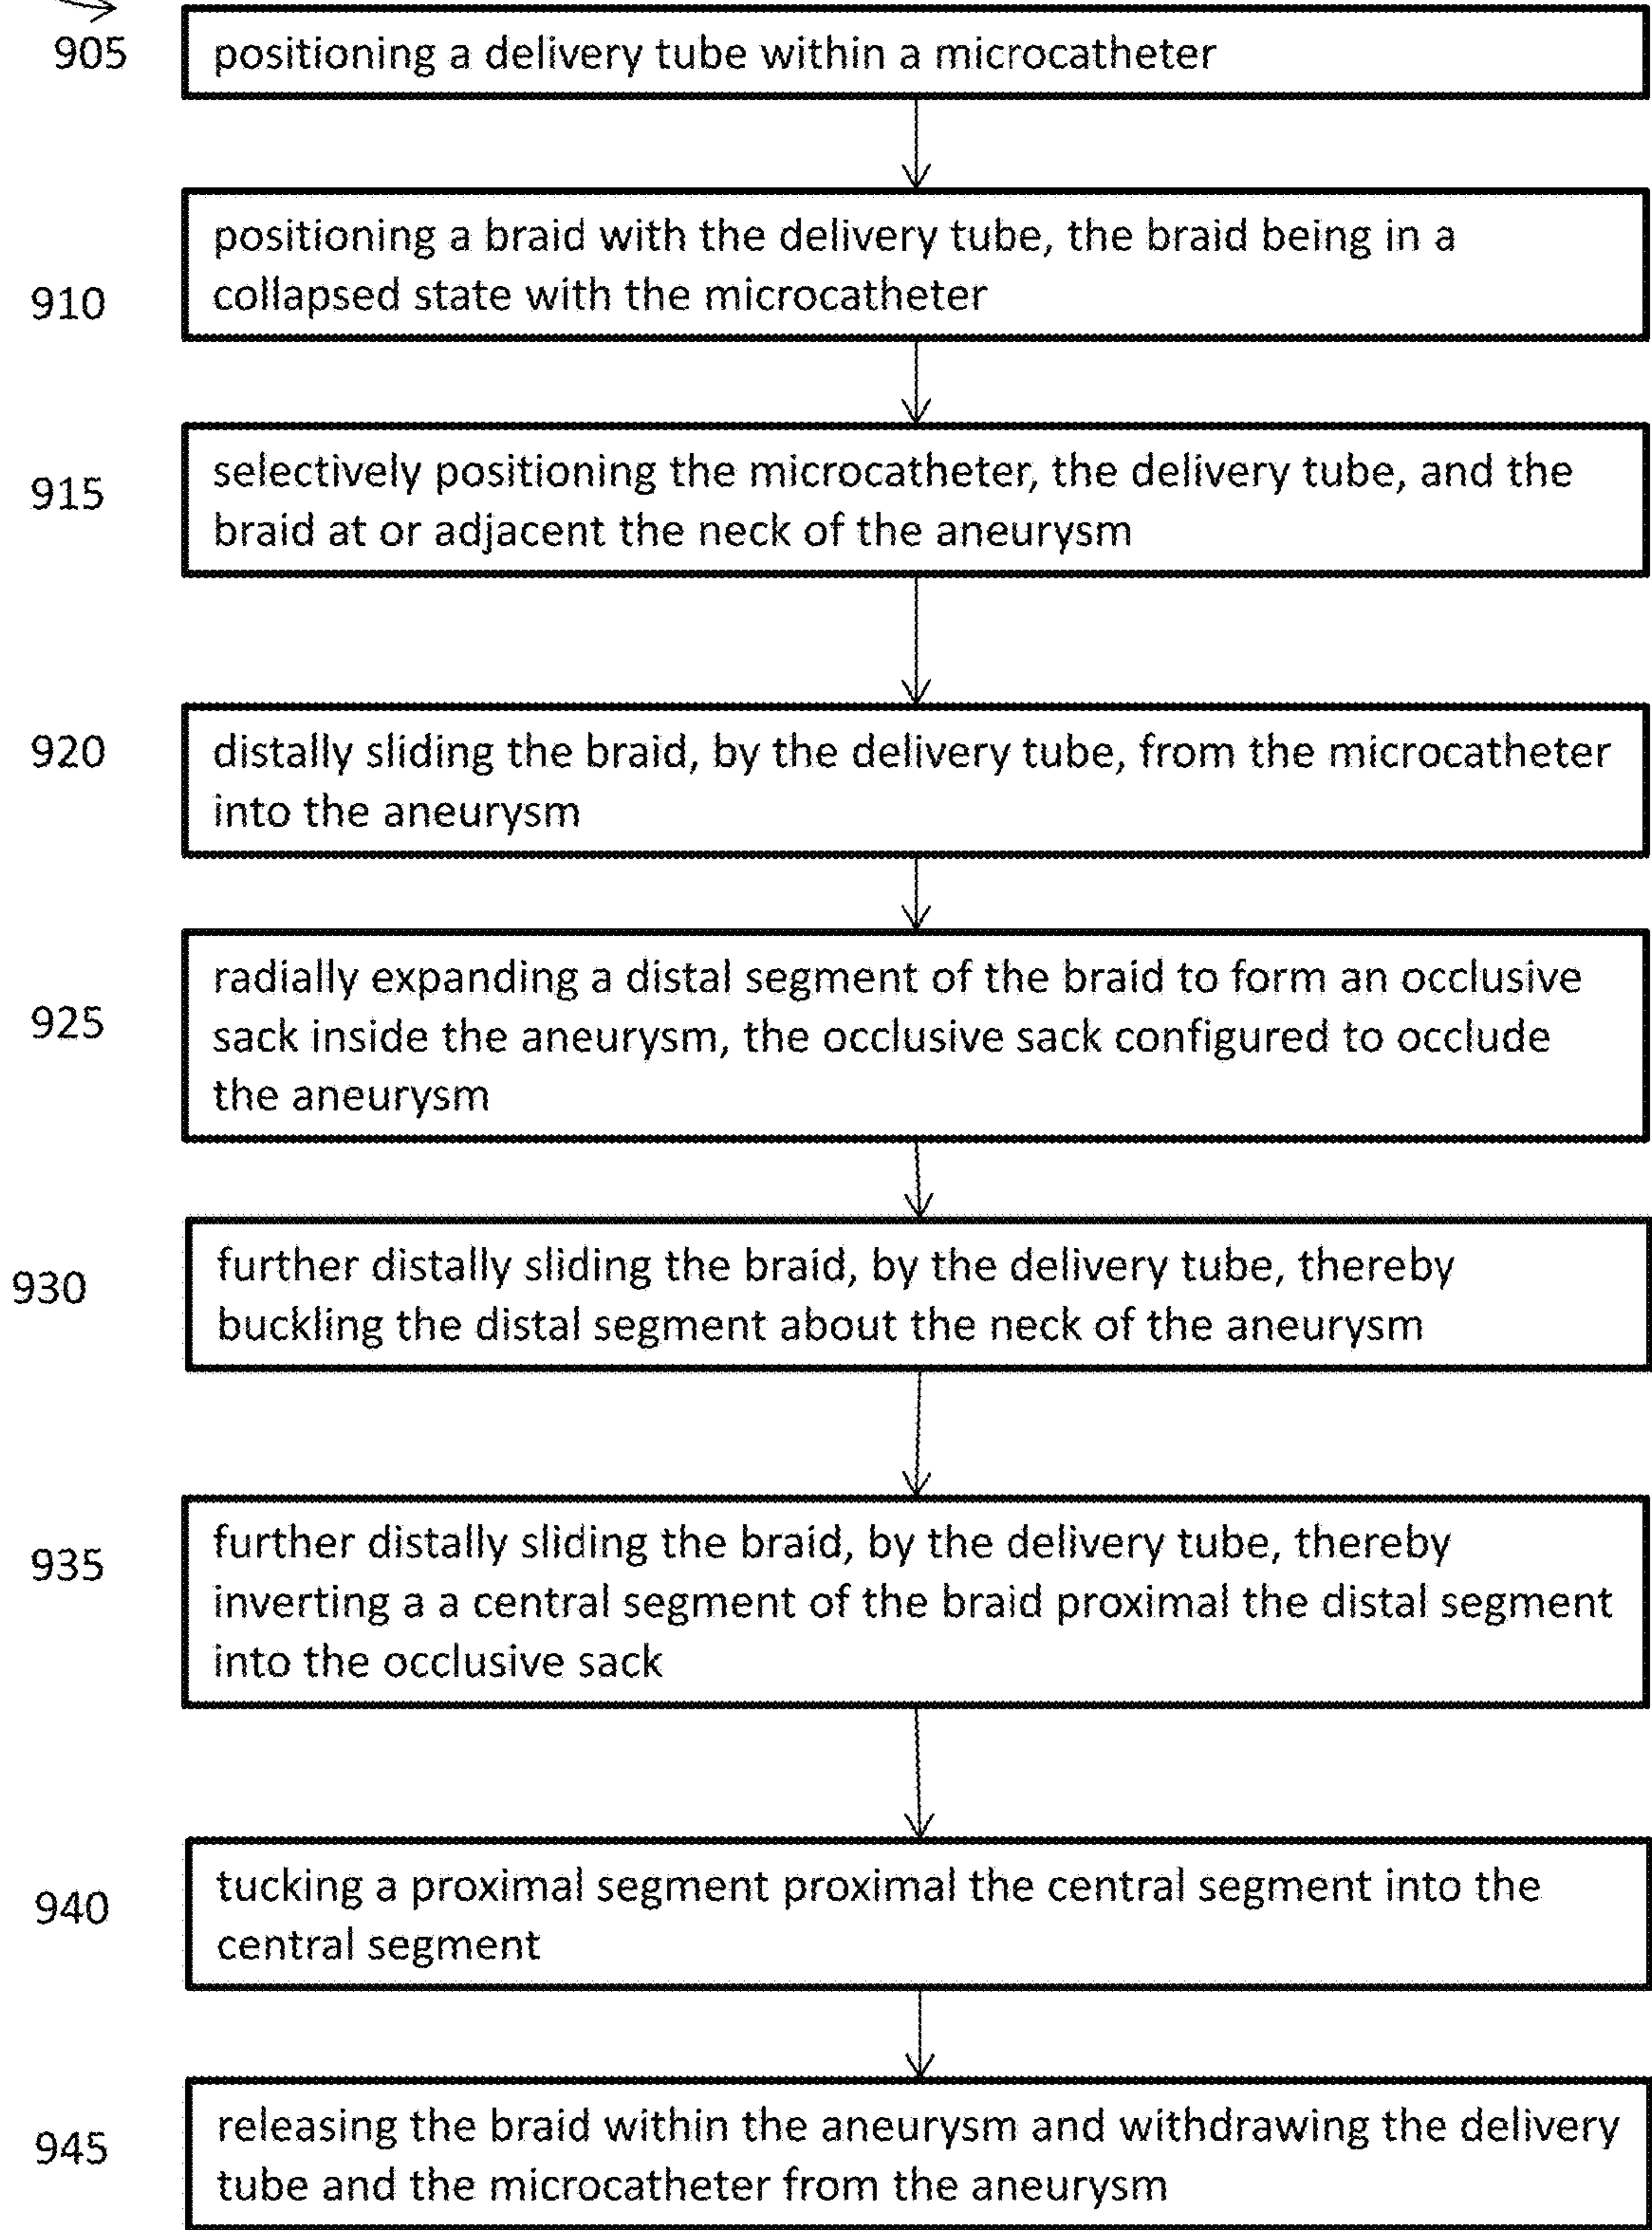 905
positioning a delivery tube within a microcatheter
positioning a braid with the delivery tube, the braid being in a
910
collapsed state with the microcatheter
selectively positioning the microcatheter, the delivery tube, and the
915
braid at or adjacent the neck of the aneurysm
920
distally sliding the braid, by the delivery tube, from the microcatheter
into the aneurysm
radially expanding a distal segment of the braid to form an occlusive
925
sack inside the aneurysm, the occlusive sack configured to occlude
the aneurysm
930
further distally sliding the braid, by the delivery tube, thereby
buckling the distal segment about the neck of the aneurysm
935
further distally sliding the braid, by the delivery tube, thereby
inverting a a central segment of the braid proximal the distal segment
into the occlusive sack
940
tucking a proximal segment proximal the central segment into the
central segment
945
releasing the braid within the aneurysm and withdrawing the delivery
tube and the microcatheter from the aneurysm